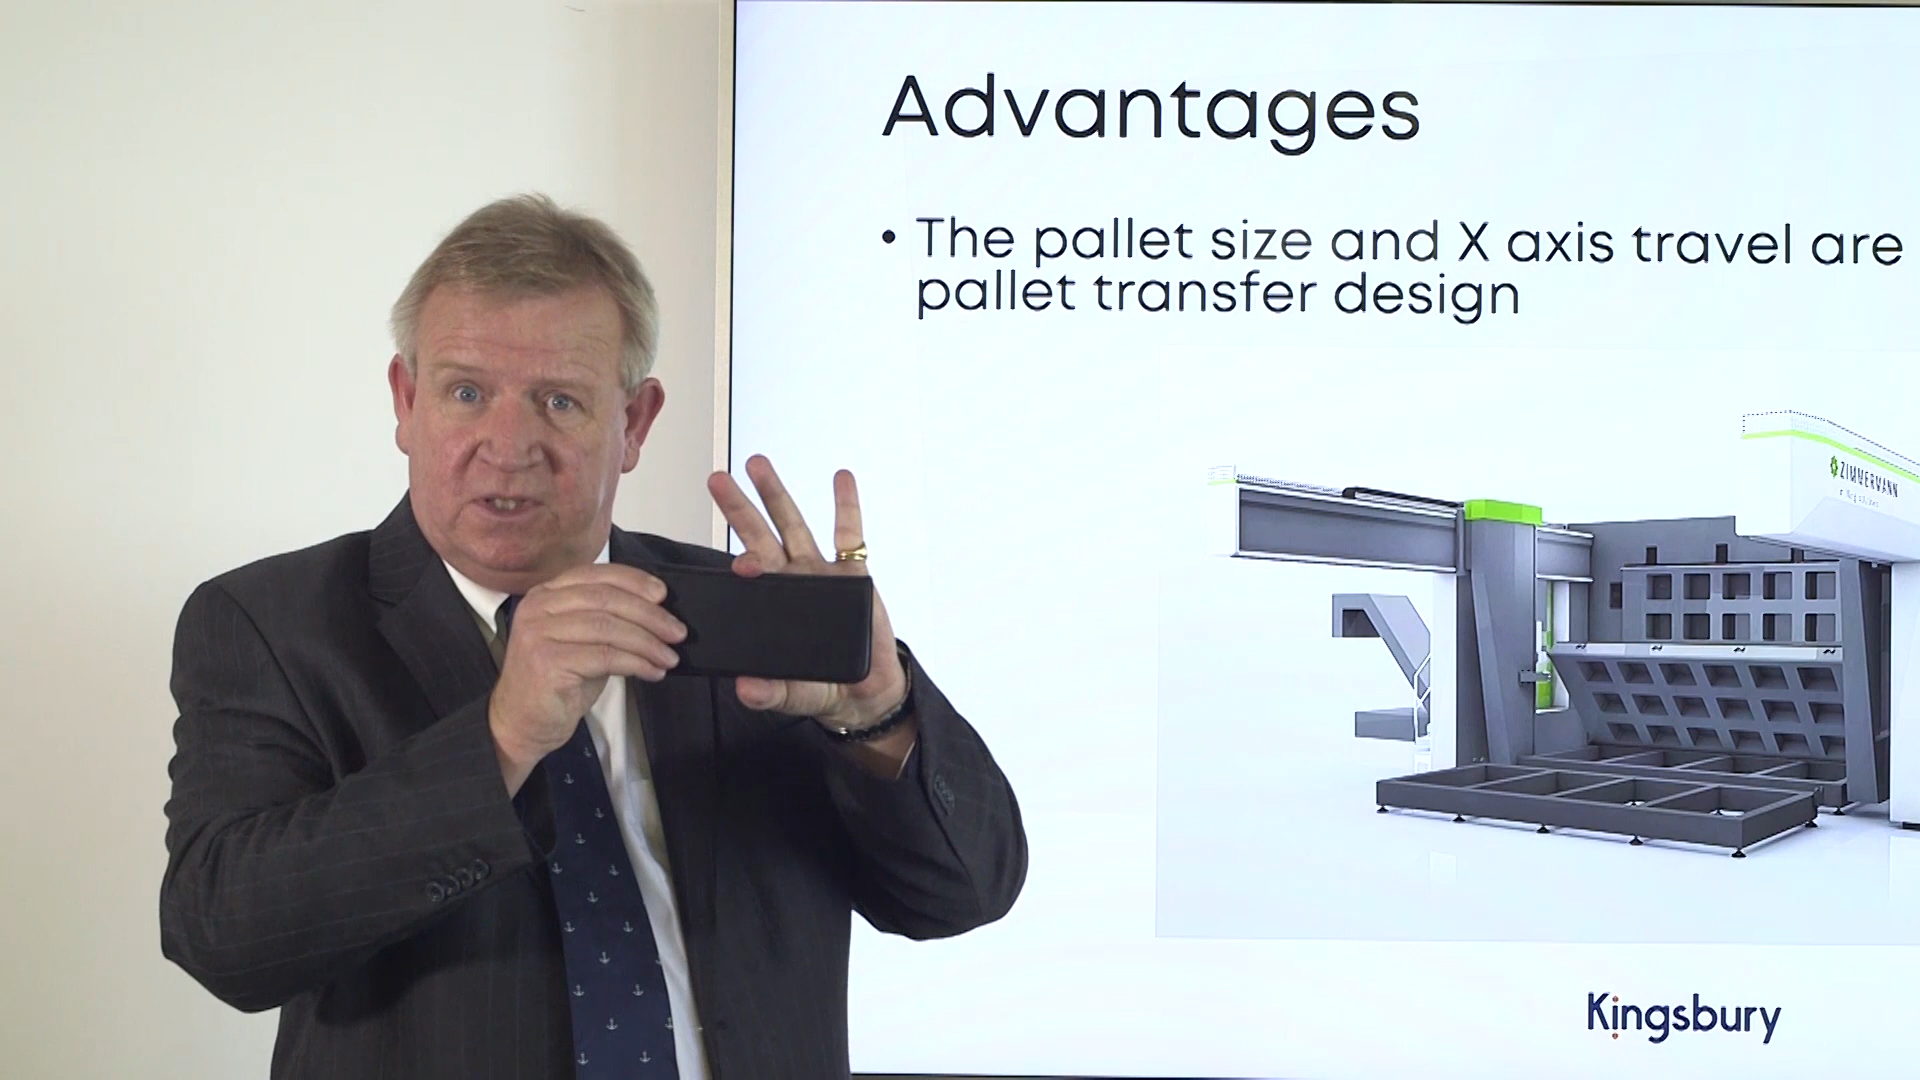 Advantages
• The pallet size and X axis travel are
pallet transfer design
ZIMMERMANN
Kingsbury